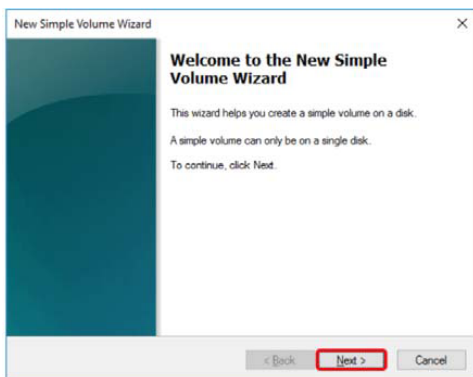 New Simple Volume Wizard
Welcome to the New Simple
Volume Wizard
This wizard helps you create a simple volume on a disk.
A simple volume can only be on a single disk.
To continue, click Next.
< Back Next > Cancel